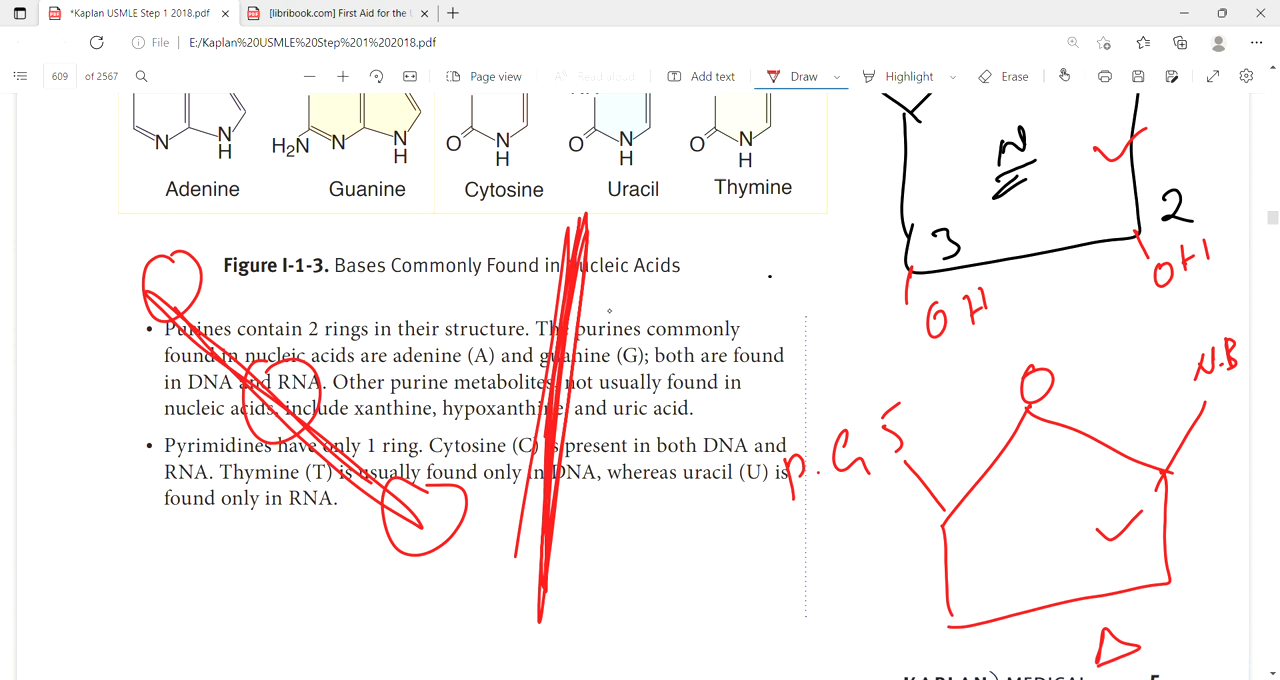 *Kaplan USMLE Step 1 2018.pdf
[libribook.com] First Aid for the
File E:/Kaplan%20USMLE%20Step%201%202018.pdf
609 of 2567
Page view
Read aloud
Add text
Draw
Highlight
Erase
N
N
H
H2N
N
N
H
O
N
H
O
N
H
O
N
H
Adenine
Guanine
Cytosine
Uracil
Thymine
Figure I-1-3. Bases Commonly Found in Nucleic Acids
• Purines contain 2 rings in their structure. The purines commonly
found in nucleic acids are adenine (A) and guanine (G); both are found
in DNA and RNA. Other purine metabolites, not usually found in
nucleic acids, include xanthine, hypoxanthine, and uric acid.
• Pyrimidines have only 1 ring. Cytosine (C) is present in both DNA and
RNA. Thymine (T) is usually found only in DNA, whereas uracil (U) is
found only in RNA.
N
3
2
OH
OH
O
N.B
P.G 5
KAPLAN) MEDICAL 5